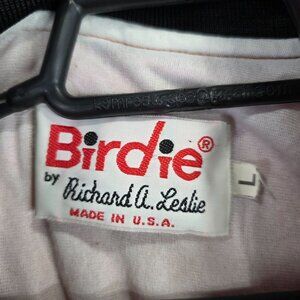 Birdie®
by Richard A. Leslie
MADE IN U.S.A.
L